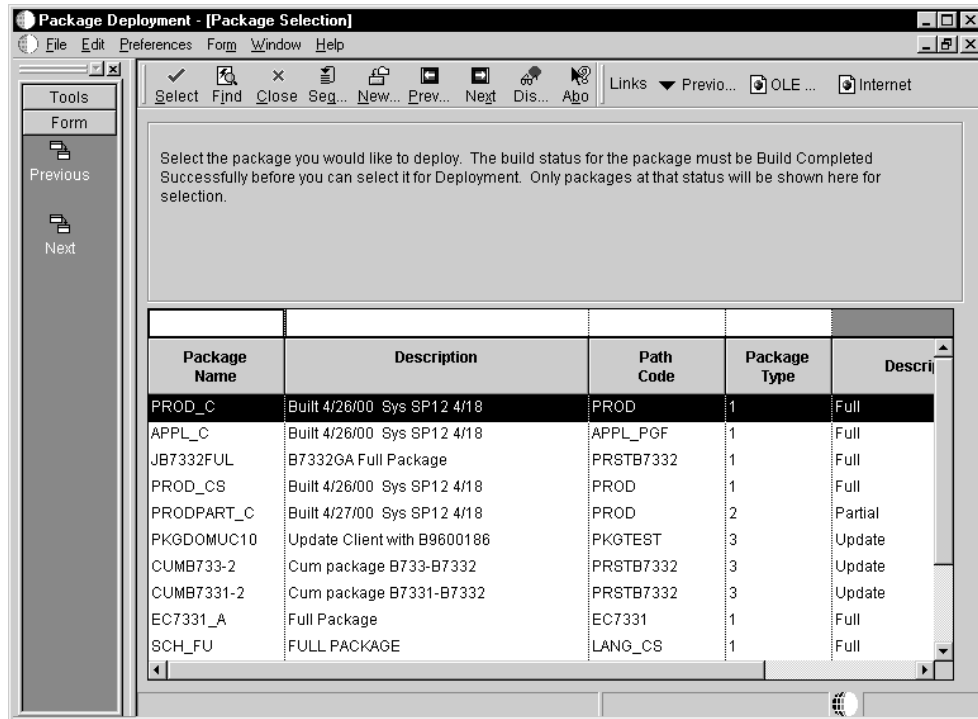 Package Deployment - [Package Selection]
File Edit Preferences Form Window Help
Tools
Form
Previous
Next
Select Find Close Seq... New... Prev... Next Dis... Abo Links Previo... OLE ... Internet
Select the package you would like to deploy. The build status for the package must be Build Completed
Successfully before you can select it for Deployment. Only packages at that status will be shown here for
selection.
Package Name Description Path Code Package Type Descri
PROD_C Built 4/26/00 Sys SP12 4/18 PROD 1 Full
APPL_C Built 4/26/00 Sys SP12 4/18 APPL_PGF 1 Full
JB7332FUL B7332GA Full Package PRSTB7332 1 Full
PROD_CS Built 4/26/00 Sys SP12 4/18 PROD 1 Full
PRODPART_C Built 4/27/00 Sys SP12 4/18 PROD 2 Partial
PKGDOMUC10 Update Client with B9600186 PKGTEST 3 Update
CUMB733-2 Cum package B733-B7332 PRSTB7332 3 Update
CUMB7331-2 Cum package B7331-B7332 PRSTB7332 3 Update
EC7331_A Full Package EC7331 1 Full
SCH_FU FULL PACKAGE LANG_CS 1 Full